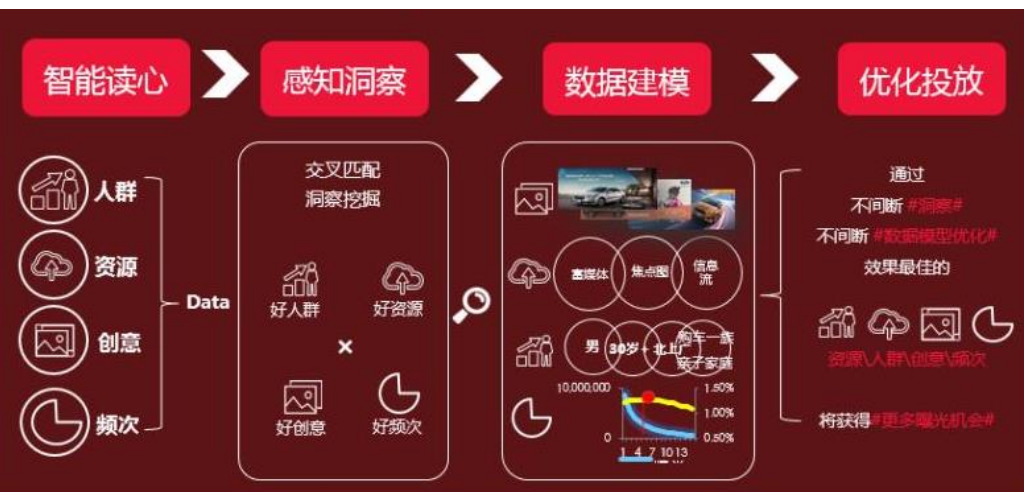 智能读心
感知洞察
数据建模
优化投放
人群
资源
创意
频次
Data
交叉匹配
洞察挖掘
好人群
好资源
×
好创意
好频次
富媒体
焦点图
信息
流
男
30岁+
北上广
购车一族
亲子家庭
10,000,000
0
1.50%
1.00%
0.50%
1 4 7 10 13
通过
不间断 #洞察#
不间断 #数据模型优化#
效果最佳的
资源\人群\创意\频次
将获得#更多曝光机会#